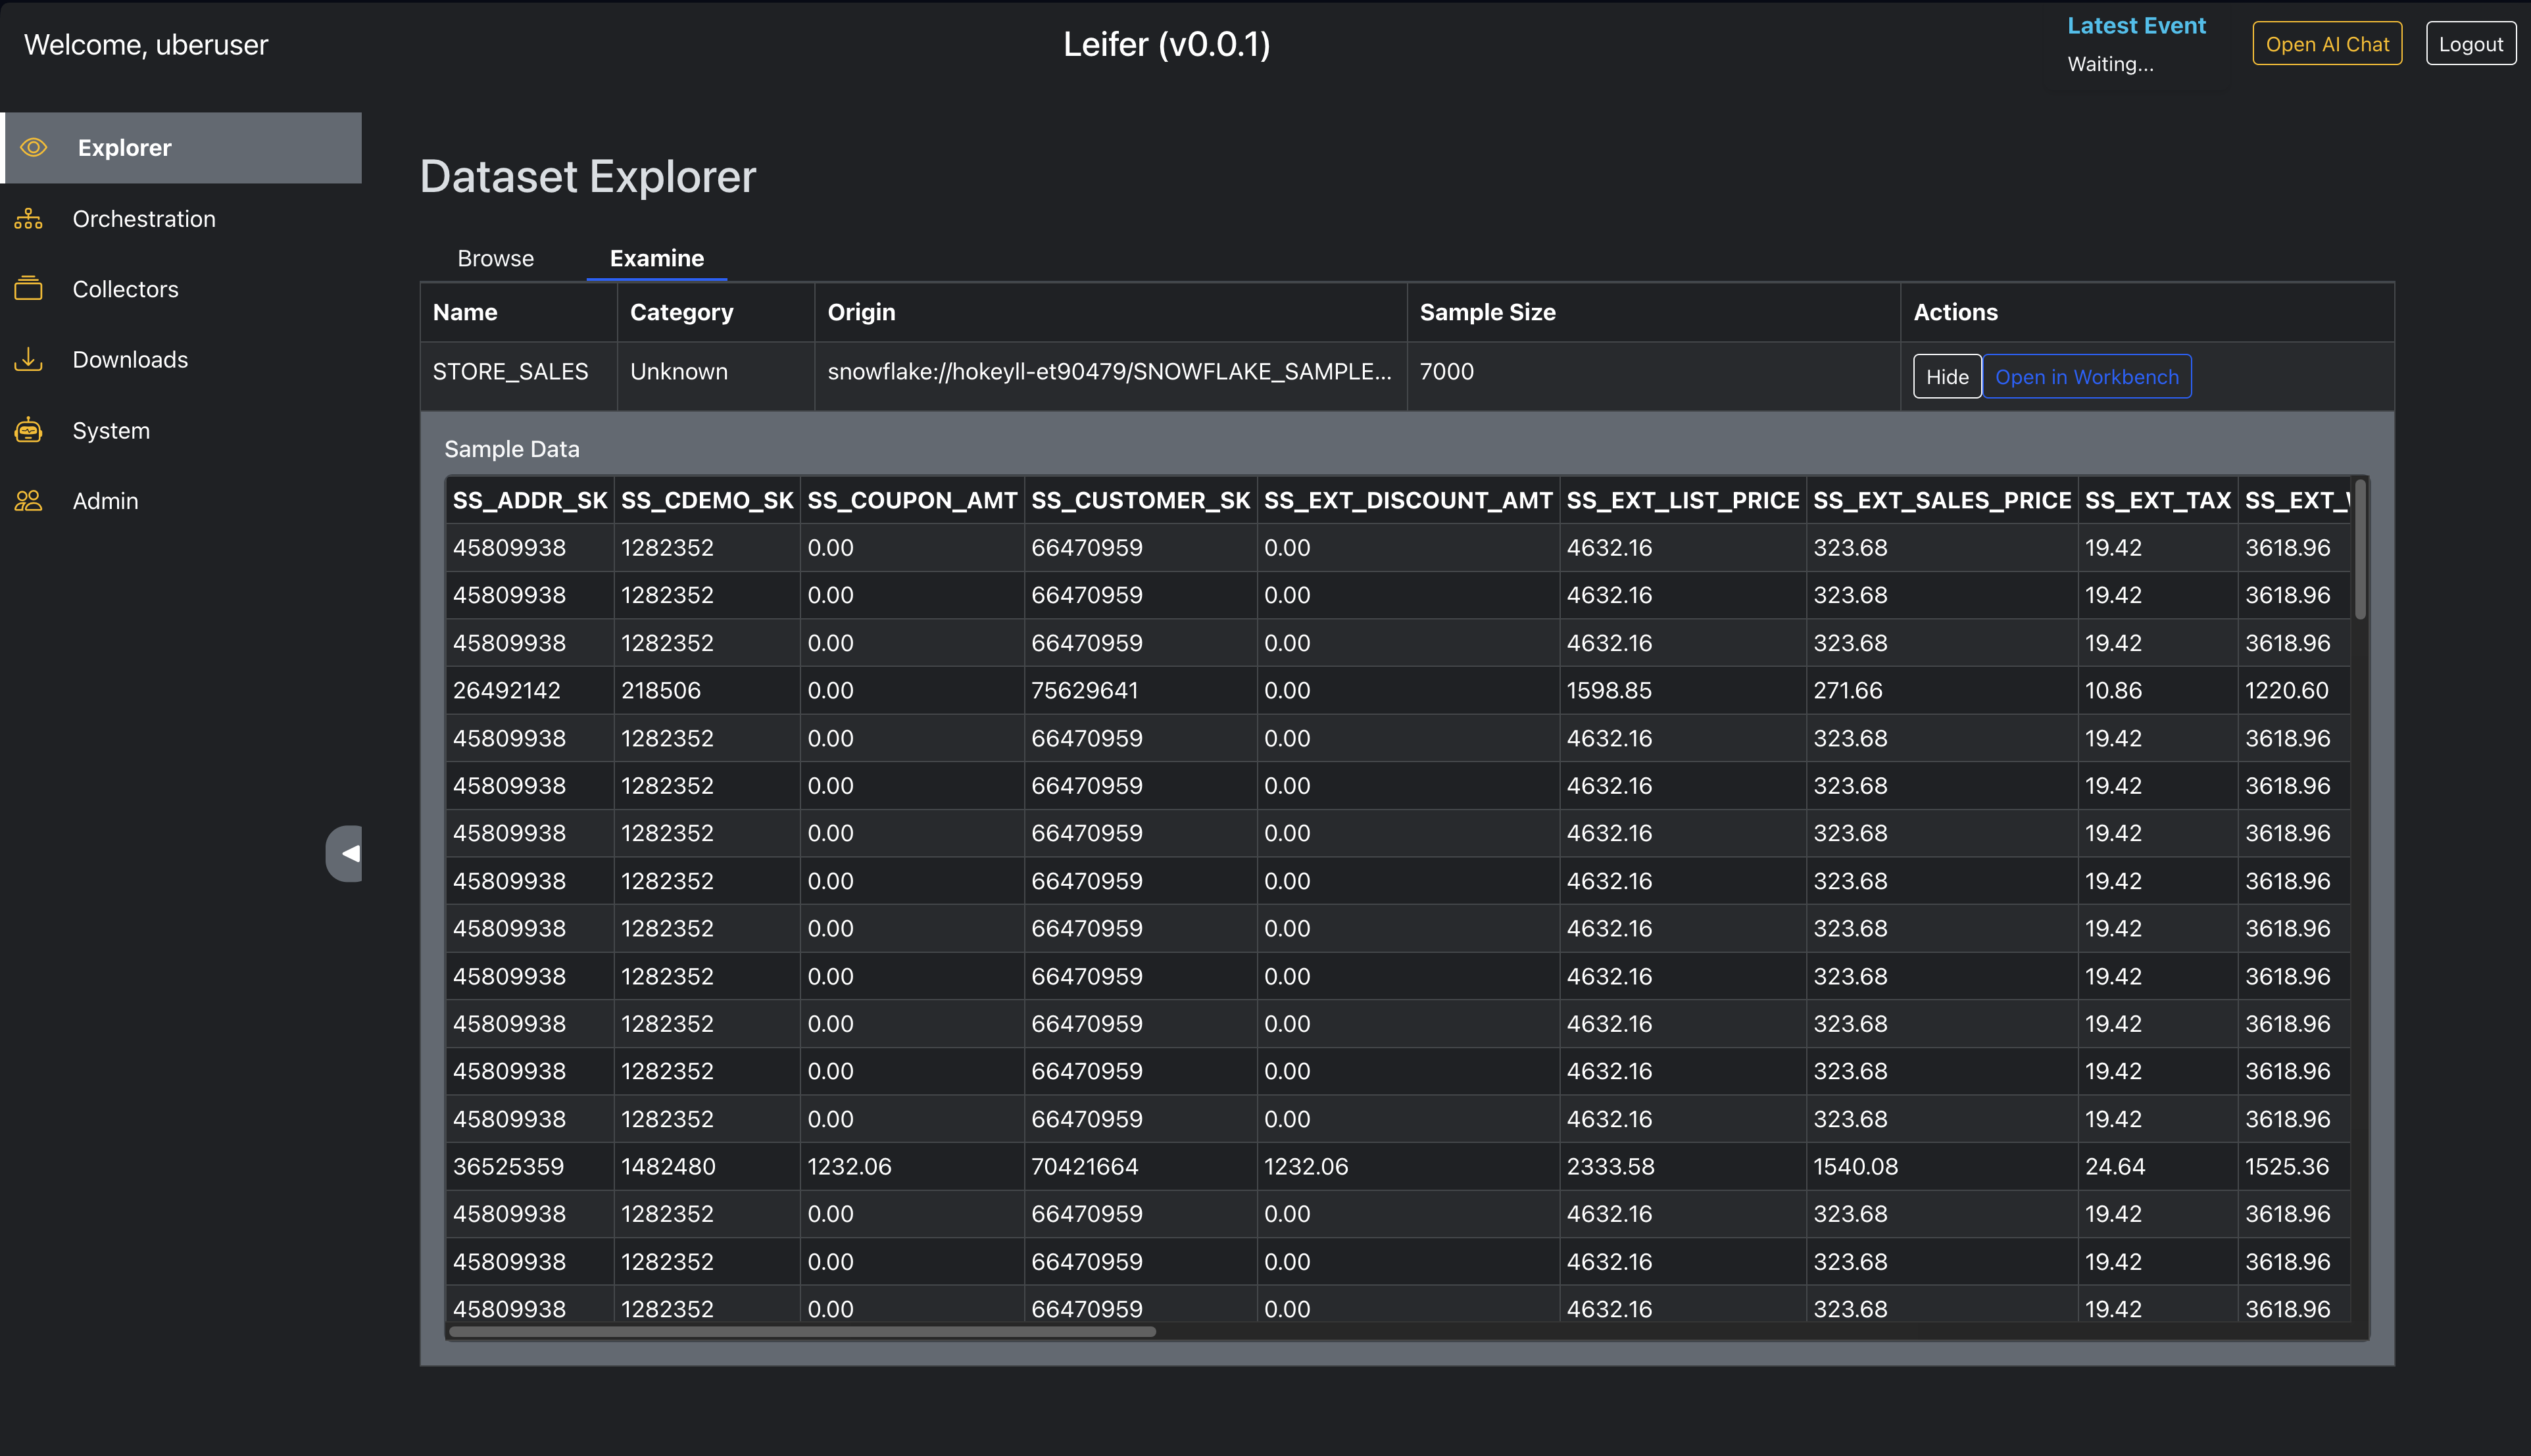 Welcome, uberuser
Leifer (v0.0.1)
Latest Event
Waiting...
Open AI Chat
Logout
Explorer
Orchestration
Collectors
Downloads
System
Admin
Dataset Explorer
Browse Examine
Name Category Origin Sample Size Actions
STORE_SALES Unknown snowflake://hokeyll-et90479/SNOWFLAKE_SAMPLE... 7000 Hide Open in Workbench
Sample Data
SS_ADDR_SK SS_CDEMO_SK SS_COUPON_AMT SS_CUSTOMER_SK SS_EXT_DISCOUNT_AMT SS_EXT_LIST_PRICE SS_EXT_SALES_PRICE SS_EXT_TAX SS_EXT_
45809938 1282352 0.00 66470959 0.00 4632.16 323.68 19.42 3618.96
45809938 1282352 0.00 66470959 0.00 4632.16 323.68 19.42 3618.96
45809938 1282352 0.00 66470959 0.00 4632.16 323.68 19.42 3618.96
26492142 218506 0.00 75629641 0.00 1598.85 271.66 10.86 1220.60
45809938 1282352 0.00 66470959 0.00 4632.16 323.68 19.42 3618.96
45809938 1282352 0.00 66470959 0.00 4632.16 323.68 19.42 3618.96
45809938 1282352 0.00 66470959 0.00 4632.16 323.68 19.42 3618.96
45809938 1282352 0.00 66470959 0.00 4632.16 323.68 19.42 3618.96
45809938 1282352 0.00 66470959 0.00 4632.16 323.68 19.42 3618.96
45809938 1282352 0.00 66470959 0.00 4632.16 323.68 19.42 3618.96
45809938 1282352 0.00 66470959 0.00 4632.16 323.68 19.42 3618.96
45809938 1282352 0.00 66470959 0.00 4632.16 323.68 19.42 3618.96
45809938 1282352 0.00 66470959 0.00 4632.16 323.68 19.42 3618.96
36525359 1482480 1232.06 70421664 1232.06 2333.58 1540.08 24.64 1525.36
45809938 1282352 0.00 66470959 0.00 4632.16 323.68 19.42 3618.96
45809938 1282352 0.00 66470959 0.00 4632.16 323.68 19.42 3618.96
45809938 1282352 0.00 66470959 0.00 4632.16 323.68 19.42 3618.96